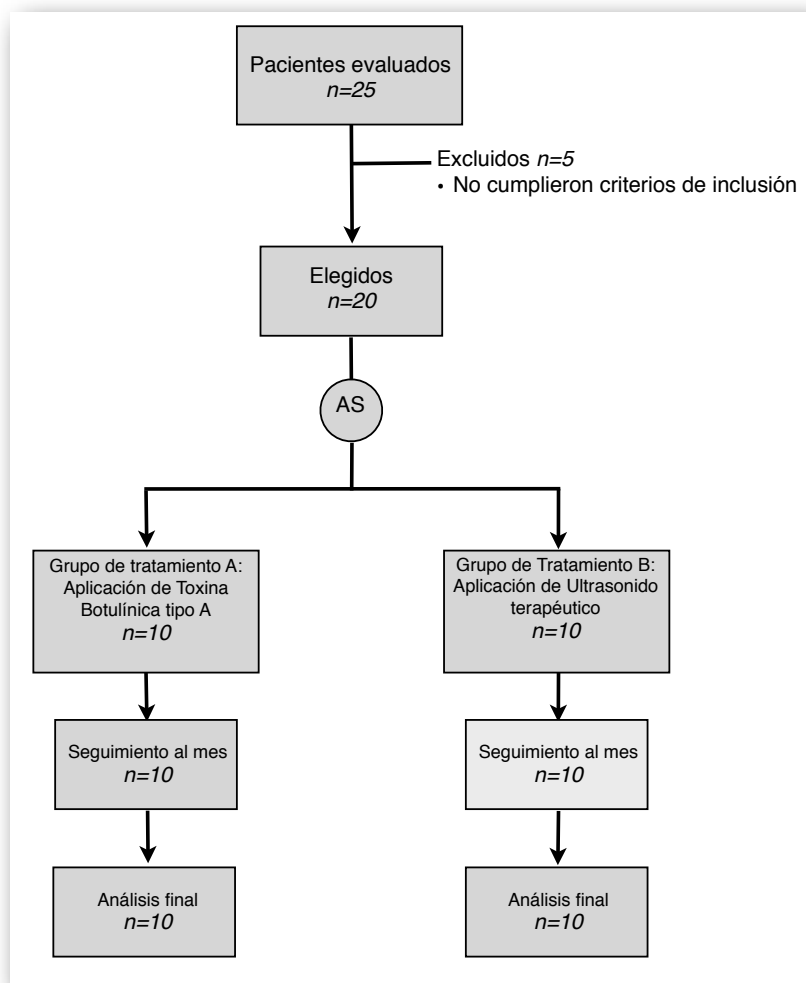 Pacientes evaluados
n=25
Excluidos n=5
• No cumplieron criterios de inclusión
Elegidos
n=20
AS
Grupo de tratamiento A:
Aplicación de Toxina
Botulínica tipo A
n=10
Grupo de Tratamiento B:
Aplicación de Ultrasonido
terapéutico
n=10
Seguimiento al mes
n=10
Seguimiento al mes
n=10
Análisis final
n=10
Análisis final
n=10